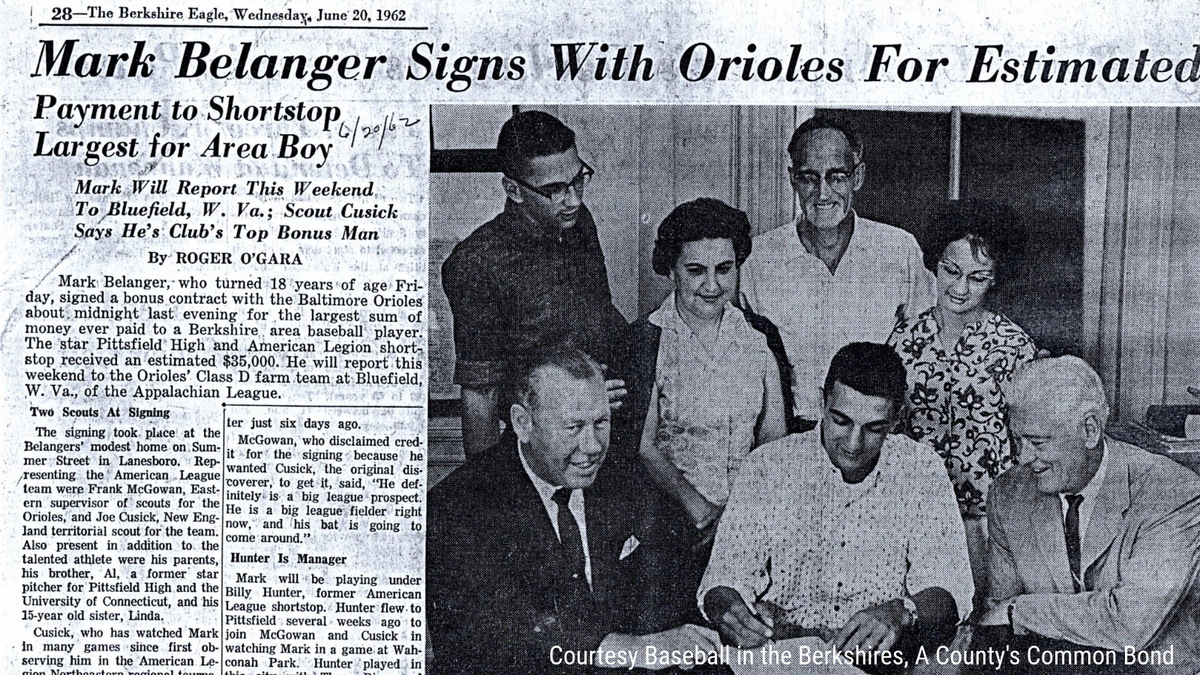 28—The Berkshire Eagle, Wednesday, June 20, 1962
Mark Belanger Signs With Orioles For Estimated
Payment to Shortstop
Largest for Area Boy
6/20/62
Mark Will Report This Weekend
To Bluefield, W. Va.; Scout Cusick
Says He's Club's Top Bonus Man
By ROGER O'GARA
Mark Belanger, who turned 18 years of age Fri-
day, signed a bonus contract with the Baltimore Orioles
about midnight last evening for the largest sum of
money ever paid to a Berkshire area baseball player.
The star Pittsfield High and American Legion short-
stop received an estimated $35,000. He will report this
weekend to the Orioles' Class D farm team at Bluefield,
W. Va., of the Appalachian League.
Two Scouts At Signing
The signing took place at the
Belangers' modest home on Sum-
mer Street in Lanesboro. Rep-
resenting the American League
team were Frank McGowan, East-
ern supervisor of scouts for the
Orioles, and Joe Cusick, New Eng-
land territorial scout for the team.
Also present in addition to the
talented athlete were his parents,
his brother, Al, a former star
pitcher for Pittsfield High and the
University of Connecticut, and his
15-year old sister, Linda.
Cusick, who has watched Mark
in many games since first ob-
serving him in the American Le-
gion Northeastern regional
ter just six days ago.
McGowan, who disclaimed cred-
it for the signing because he
wanted Cusick, the original dis-
coverer, to get it, said, "He def-
initely is a big league prospect.
He is a big league fielder right
now, and his bat is going to
come around."
Hunter Is Manager
Mark will be playing under
Billy Hunter, former American
League shortstop. Hunter flew to
Pittsfield several weeks ago to
join McGowan and Cusick in
watching Mark in a game at Wah-
conah Park. Hunter played in
Courtesy Baseball in the Berkshires, A County's Common Bond